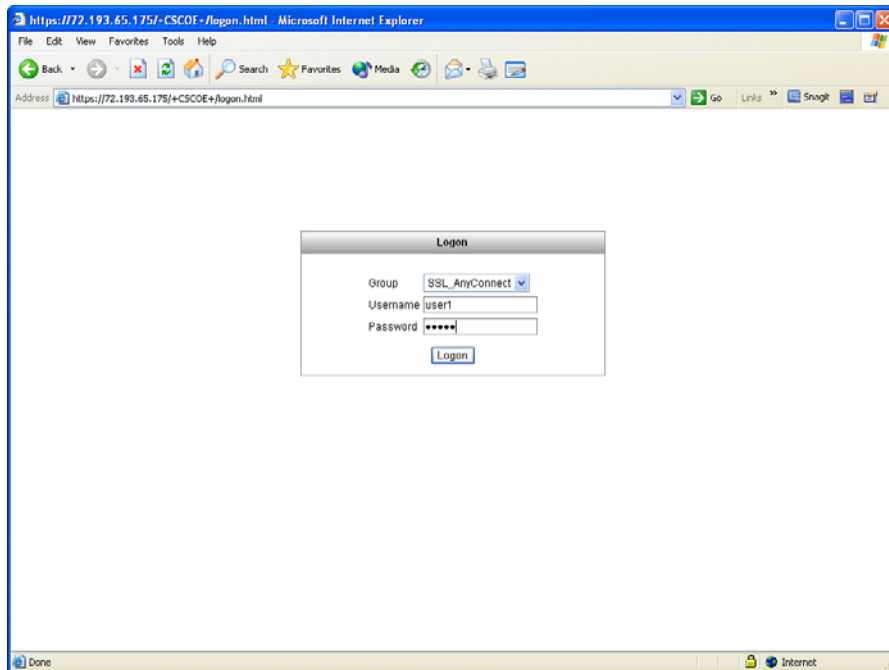 https://72.193.65.175/+CSCOE+/logon.html - Microsoft Internet Explorer
File Edit View Favorites Tools Help
Back Search Favorites Media
Address https://72.193.65.175/+CSCOE+/logon.html Go Links » SnagIt
Logon
Group SSL_AnyConnect
Username user1
Password •••••
Logon
Done Internet